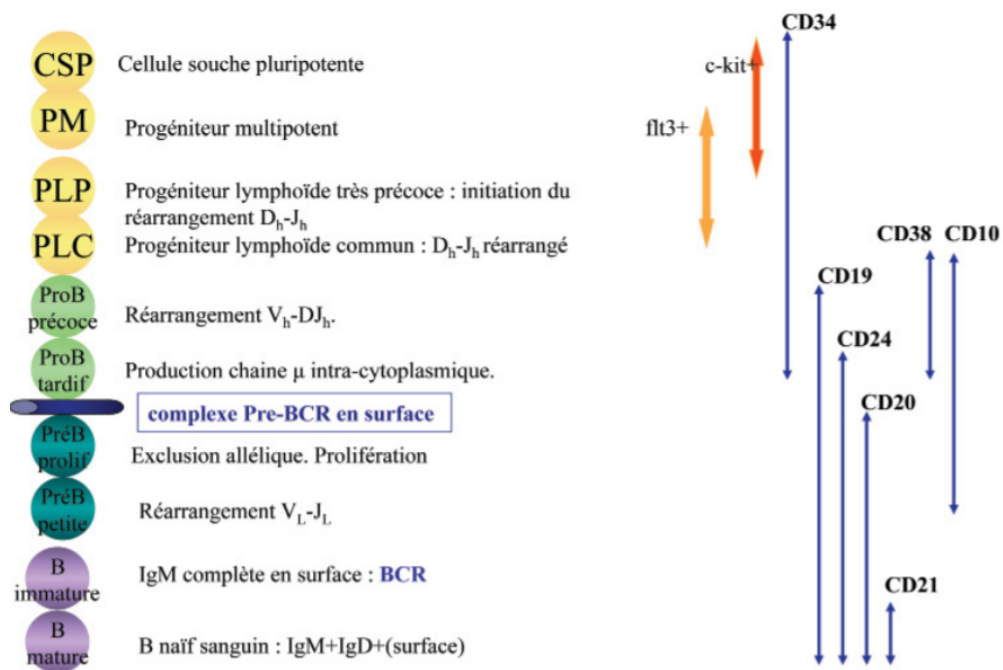 CD34
CSP
Cellule souche pluripotente
c-kit+
PM
Progéniteur multipotent
flt3+
PLP
Progéniteur lymphoïde très précoce : initiation du
réarrangement Dh-Jh
PLC
Progéniteur lymphoïde commun : Dh-Jh réarrangé
CD38
CD10
CD19
ProB
précoce
Réarrangement Vh-DJh.
CD24
ProB
tardif
Production chaine μ intra-cytoplasmique.
CD20
complexe Pre-BCR en surface
PréB
prolif
Exclusion allélique. Prolifération
PréB
petite
Réarrangement VL-JL
B
immature
IgM complète en surface : BCR
CD21
B
mature
B naïf sanguin : IgM+IgD+(surface)